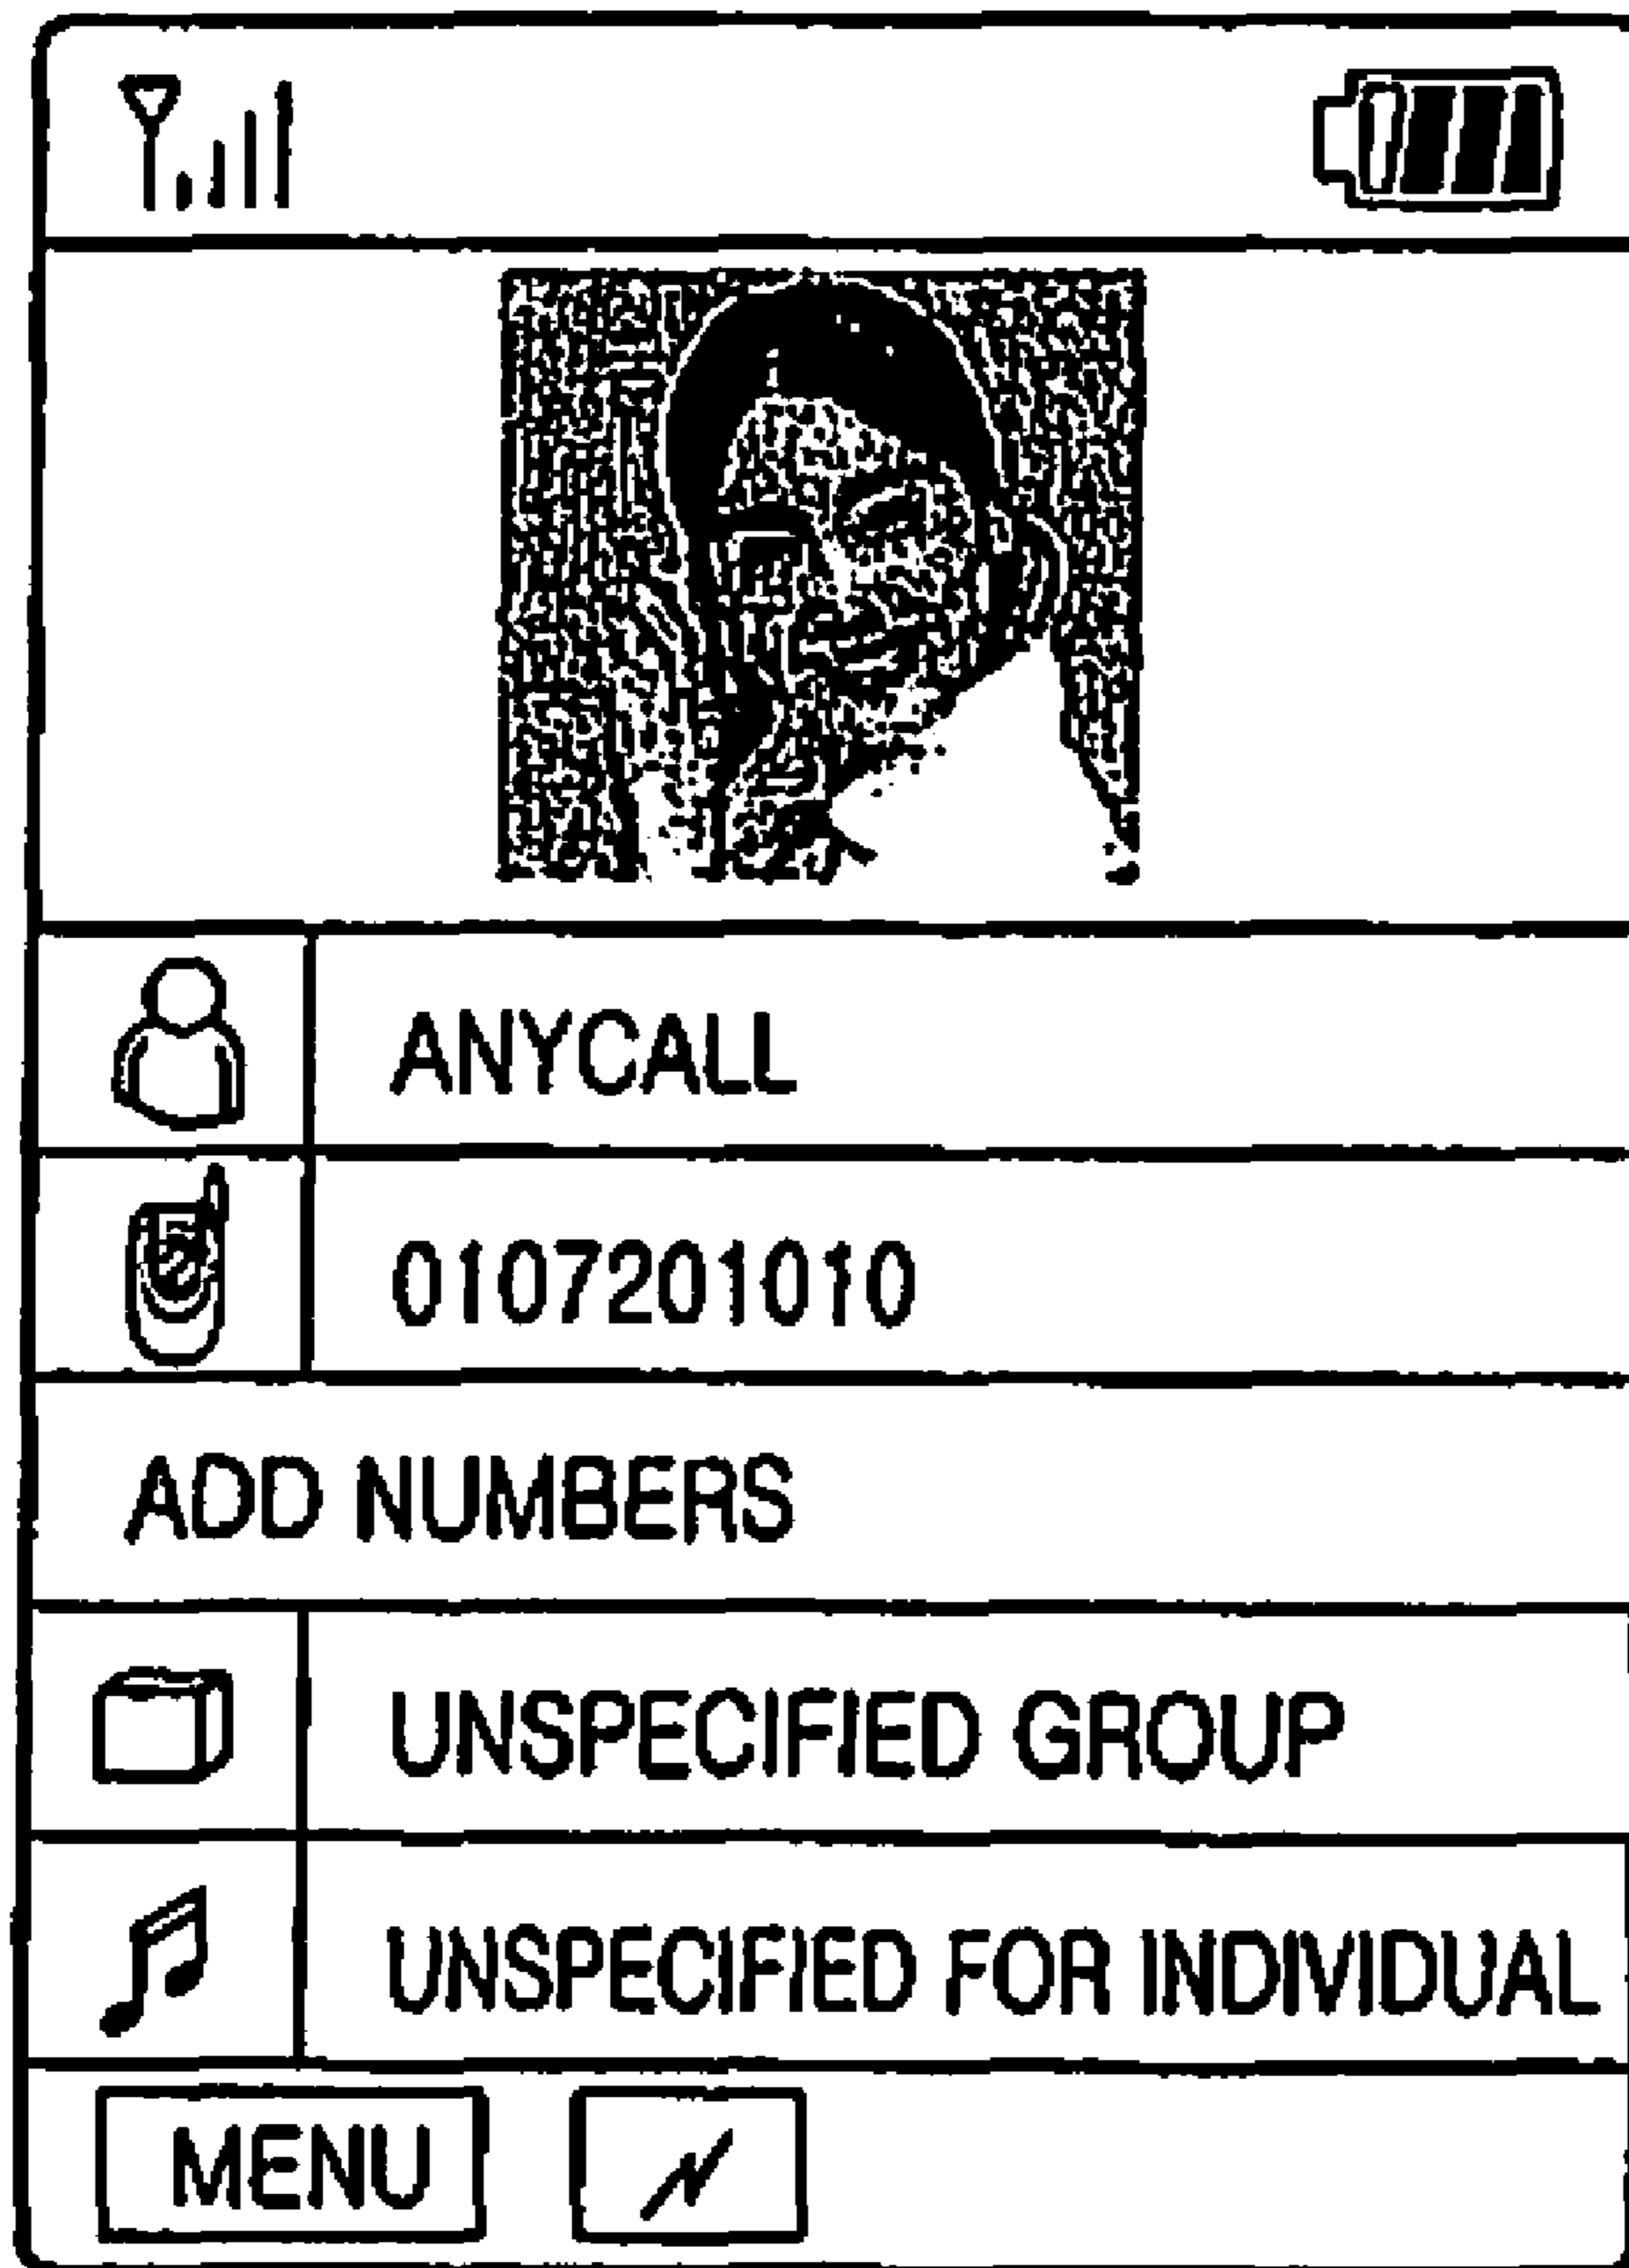 ANYCALL
0107201010
ADD NUMBERS
UNSPECIFIED GROUP
UNSPECIFIED FOR INDIVIDUAL
MENU